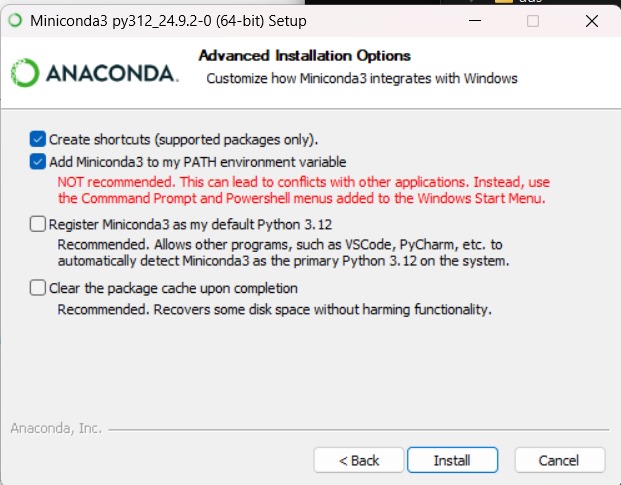 Miniconda3 py312_24.9.2-0 (64-bit) Setup
Advanced Installation Options
Customize how Miniconda3 integrates with Windows
ANACONDA.
Create shortcuts (supported packages only).
Add Miniconda3 to my PATH environment variable
NOT recommended. This can lead to conflicts with other applications. Instead, use
the Commmand Prompt and Powershell menus added to the Windows Start Menu.
Register Miniconda3 as my default Python 3.12
Recommended. Allows other programs, such as VSCode, PyCharm, etc. to
automatically detect Miniconda3 as the primary Python 3.12 on the system.
Clear the package cache upon completion
Recommended. Recovers some disk space without harming functionality.
Anaconda, Inc.
< Back
Install
Cancel